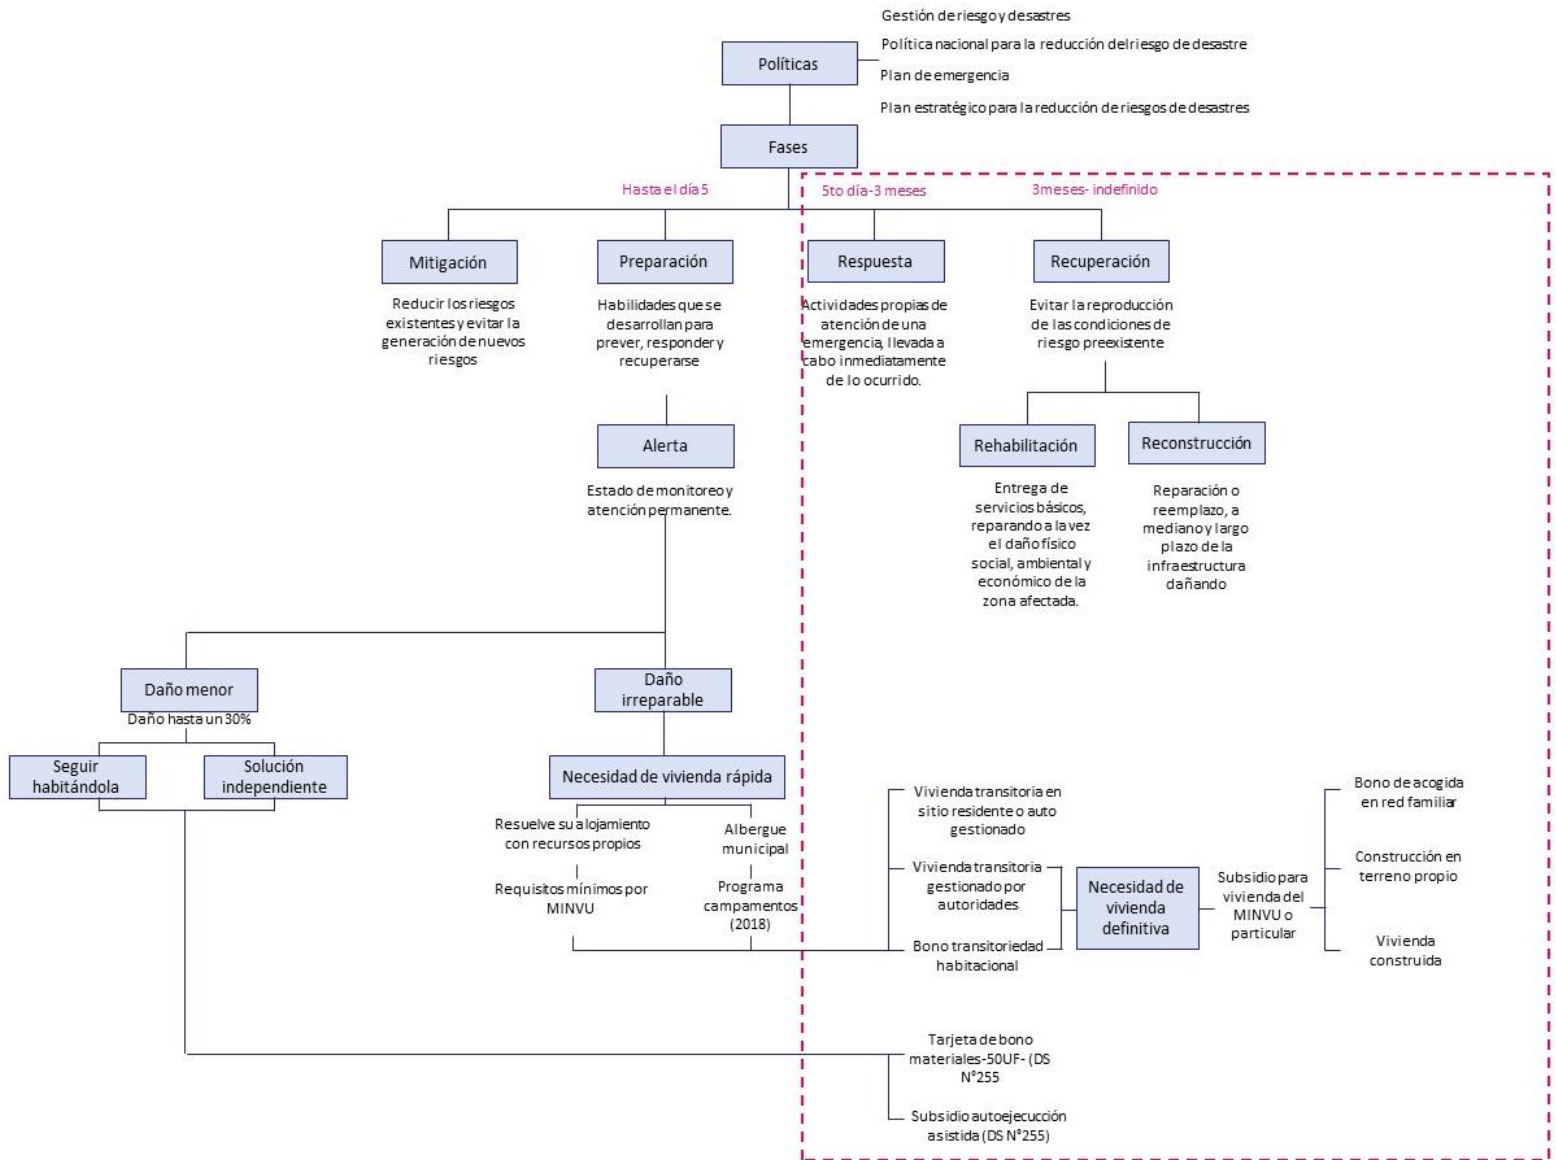 Gestión de riesgo y desastres
Política nacional para la reducción del riesgo de desastre
Políticas
Plan de emergencia
Plan estratégico para la reducción de riesgos de desastres
Fases
Hasta el día 5
5to día-3 meses
3meses- indefinido
Mitigación
Preparación
Respuesta
Recuperación
Reducir los riesgos
existentes y evitar la
generación de nuevos
riesgos
Habilidades que se
desarrollan para
prever, responder y
recuperarse
Actividades propias de
atención de una
emergencia, llevada a
cabo inmediatamente
de lo ocurrido.
Evitar la reproducción
de las condiciones de
riesgo preexistente
Alerta
Rehabilitación
Reconstrucción
Estado de monitoreo y
atención permanente.
Entrega de
servicios básicos,
reparando a la vez
el daño físico
social, ambiental y
económico de la
zona afectada.
Reparación o
reemplazo, a
mediano y largo
plazo de la
infraestructura
dañando
Daño menor
Daño hasta un 30%
Daño
irreparable
Seguir
habitándola
Solución
independiente
Necesidad de vivienda rápida
Resuelve su alojamiento
con recursos propios
Albergue
municipal
Requisitos mínimos por
MINVU
Programa
campamentos
(2018)
Vivienda transitoria en
sitio residente o auto
gestionado
Vivienda transitoria
gestionado por
autoridades
Bono transitoriedad
habitacional
Necesidad de
vivienda
definitiva
Subsidio para
vivienda del
MINVU o
particular
Bono de acogida
en red familiar
Construcción en
terreno propio
Vivienda
construida
Tarjeta de bono
materiales-50UF- (DS
N°255
Subsidio autoejecucción
asistida (DS N°255)